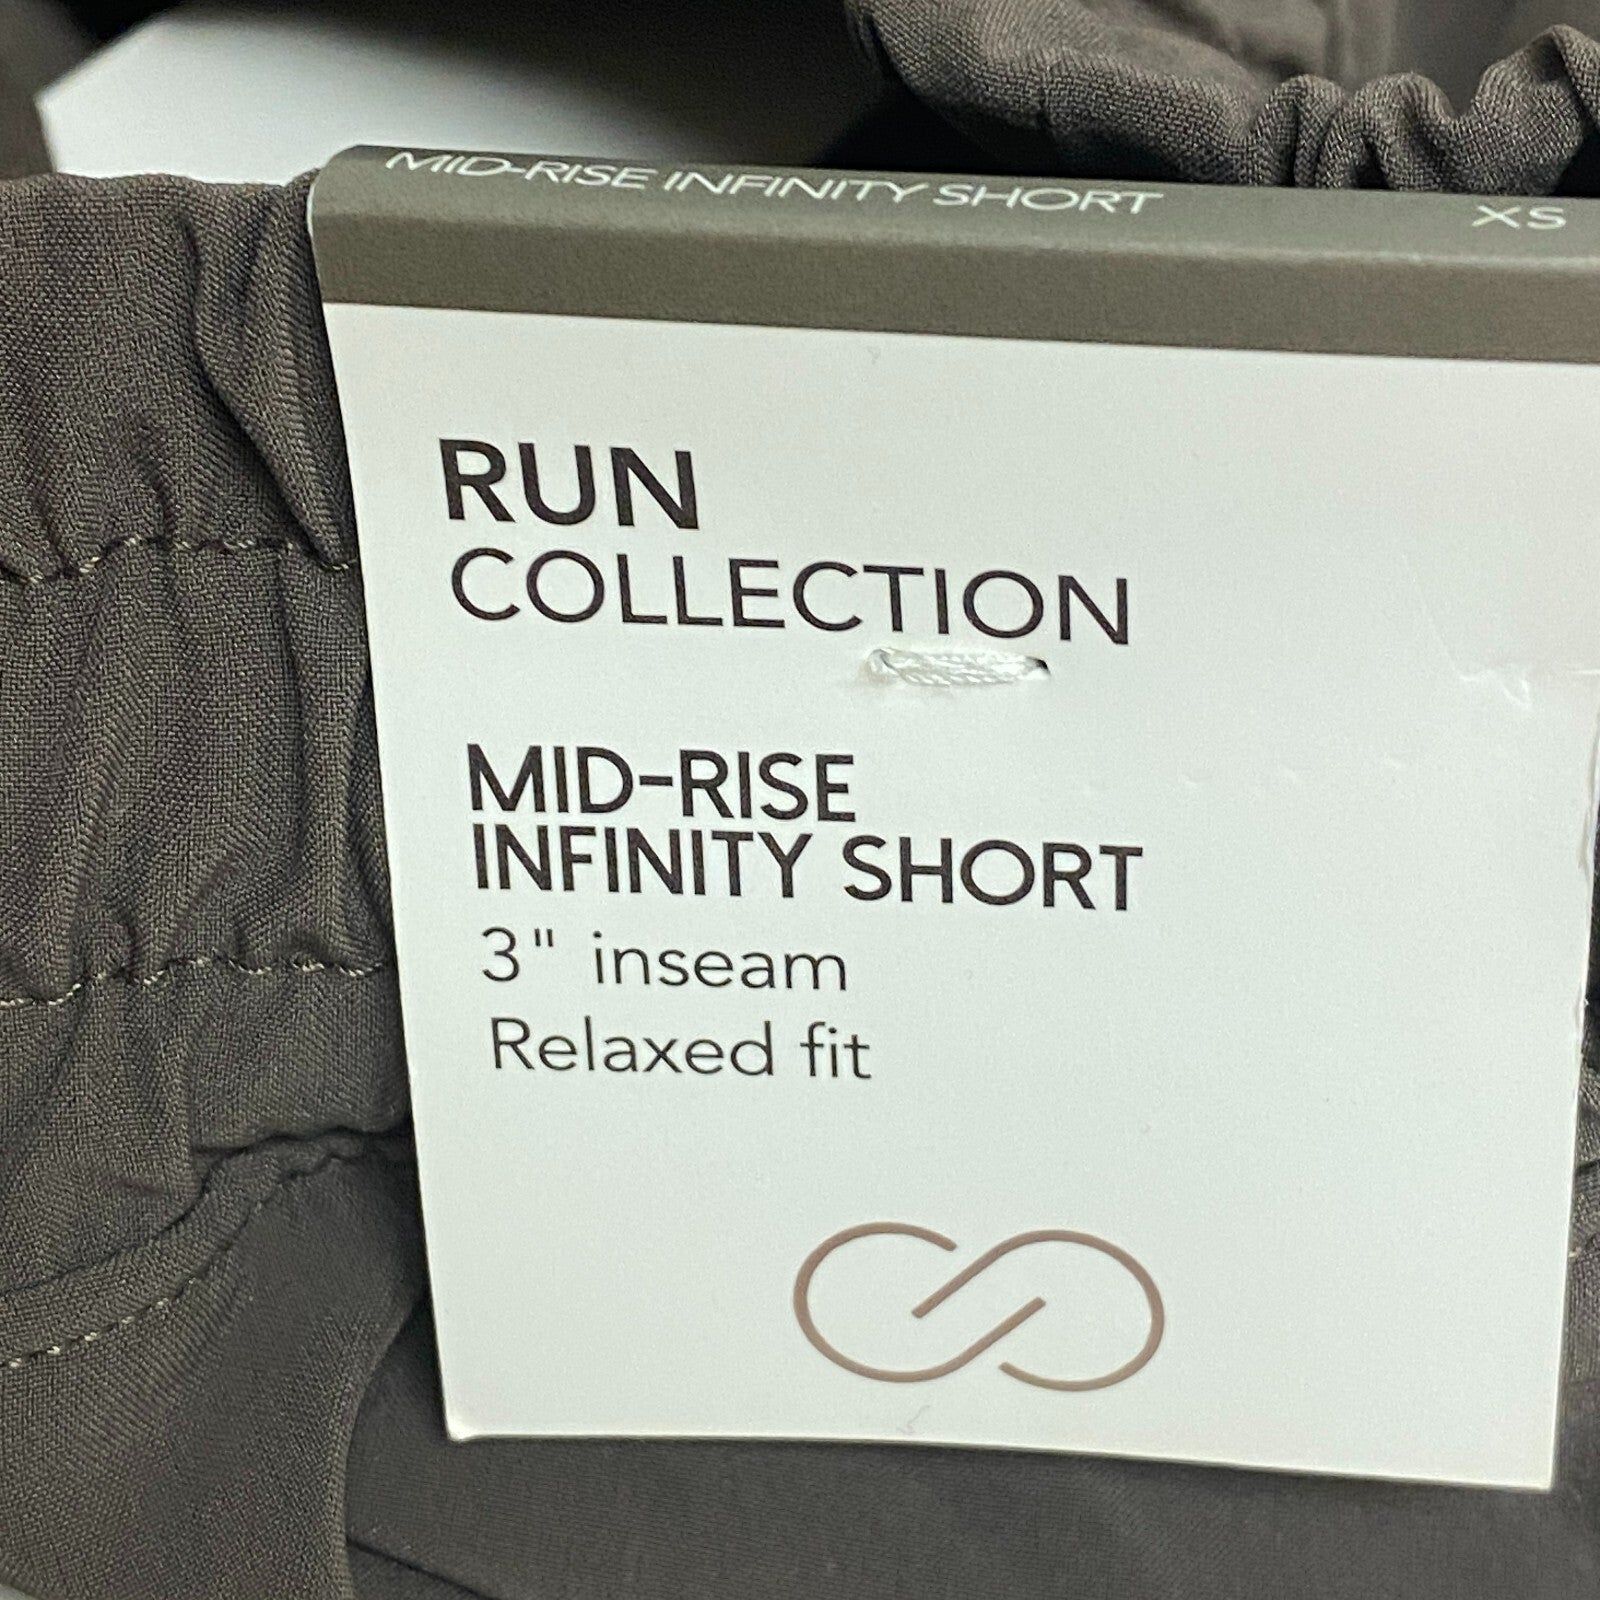 MID-RISE INFINITY SHORT XS
RUN
COLLECTION
MID-RISE
INFINITY SHORT
3" inseam
Relaxed fit